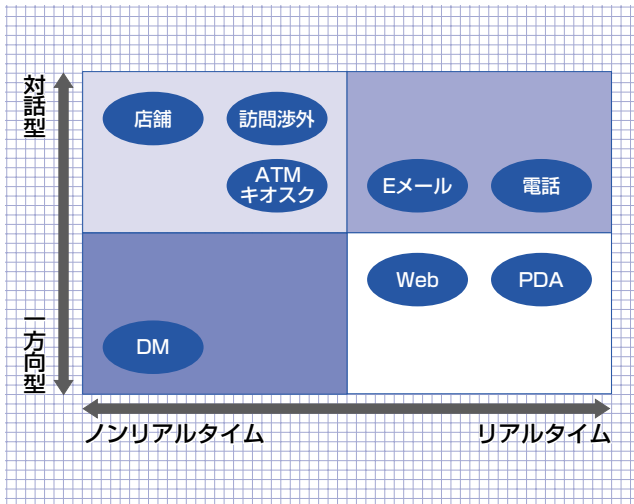 対話型
店舗
訪問渉外
ATM
キオスク
Eメール
電話
一方向型
Web
PDA
DM
ノンリアルタイム
リアルタイム